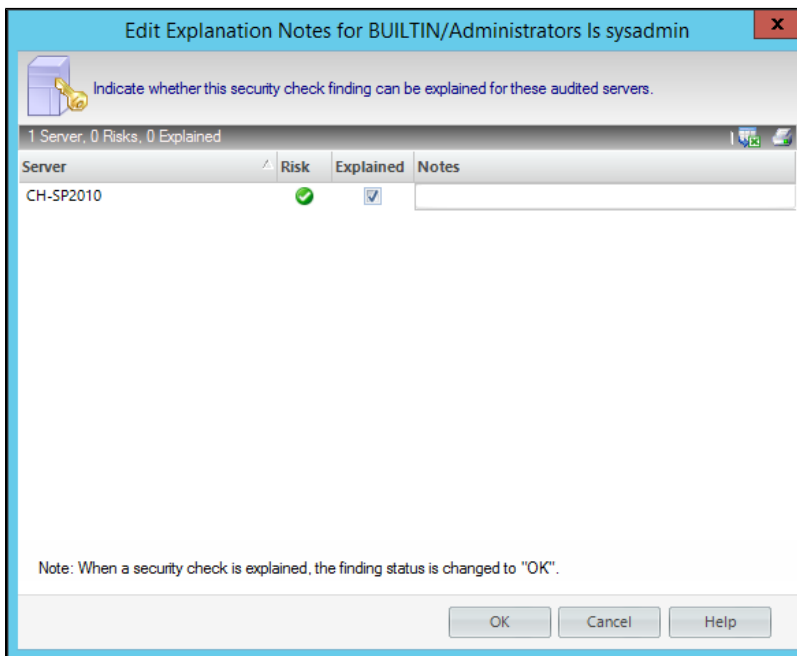 Edit Explanation Notes for BUILTIN/Administrators Is sysadmin
x
Indicate whether this security check finding can be explained for these audited servers.
1 Server, 0 Risks, 0 Explained
Server Risk Explained Notes
CH-SP2010
Note: When a security check is explained, the finding status is changed to "OK".
OK Cancel Help